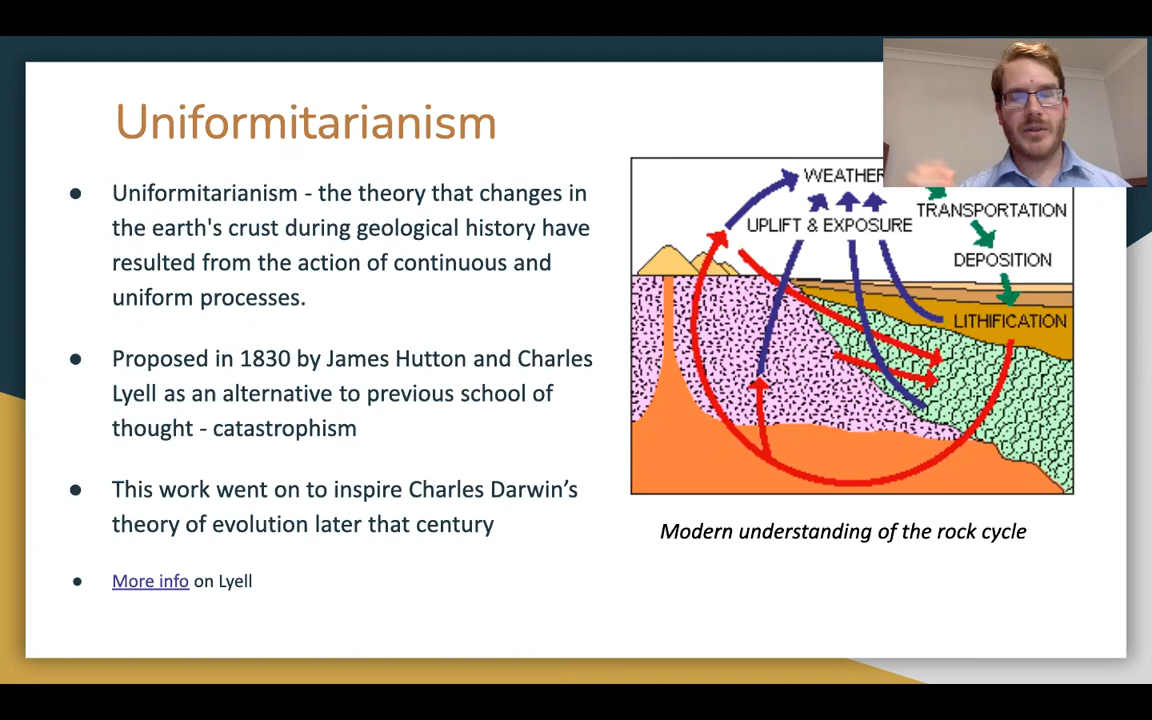 Uniformitarianism
● Uniformitarianism - the theory that changes in
the earth's crust during geological history have
resulted from the action of continuous and
uniform processes.
● Proposed in 1830 by James Hutton and Charles
Lyell as an alternative to previous school of
thought - catastrophism
● This work went on to inspire Charles Darwin’s
theory of evolution later that century
● More info on Lyell
WEATHER
TRANSPORTATION
UPLIFT & EXPOSURE
DEPOSITION
LITHIFICATION
Modern understanding of the rock cycle